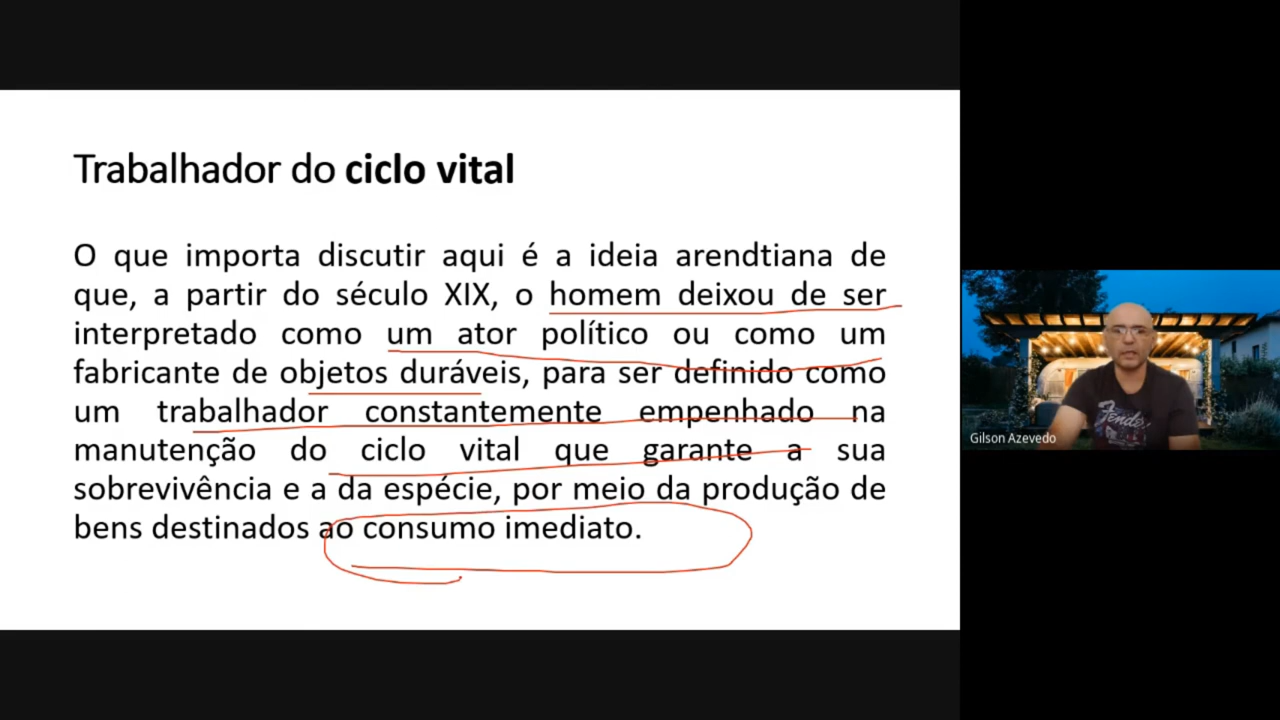 Trabalhador do ciclo vital
O que importa discutir aqui é a ideia arendtiana de
que, a partir do século XIX, o homem deixou de ser
interpretado como um ator político ou como um
fabricante de objetos duráveis, para ser definido como
um trabalhador constantemente empenhado na
manutenção do ciclo vital que garante a sua
sobrevivência e a da espécie, por meio da produção de
bens destinados ao consumo imediato.
Fender
Gilson Azevedo